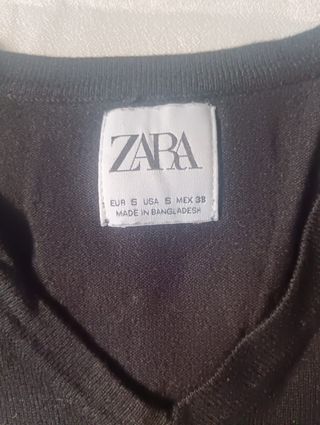 ZARA
EUR S USA S MEX 38
MADE IN BANGLADESH